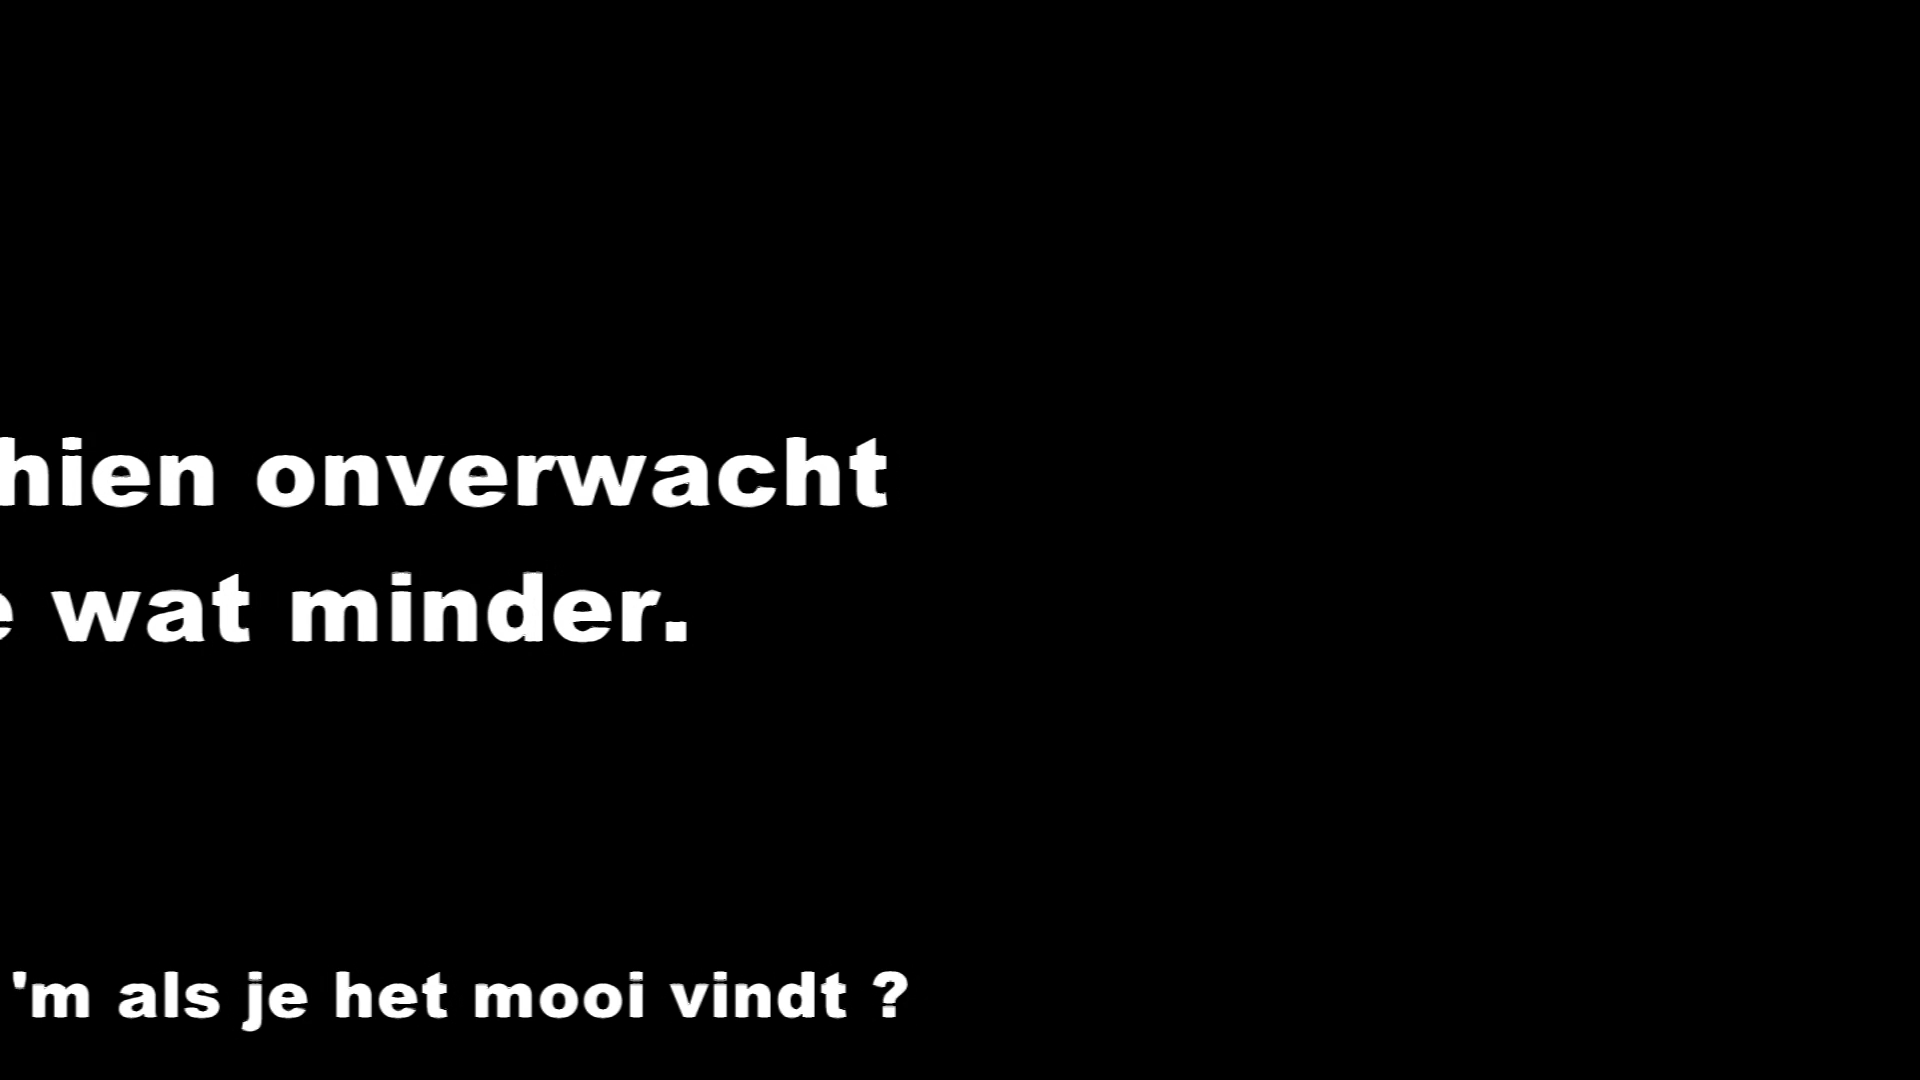 hien onverwacht
e wat minder.
'm als je het mooi vindt ?